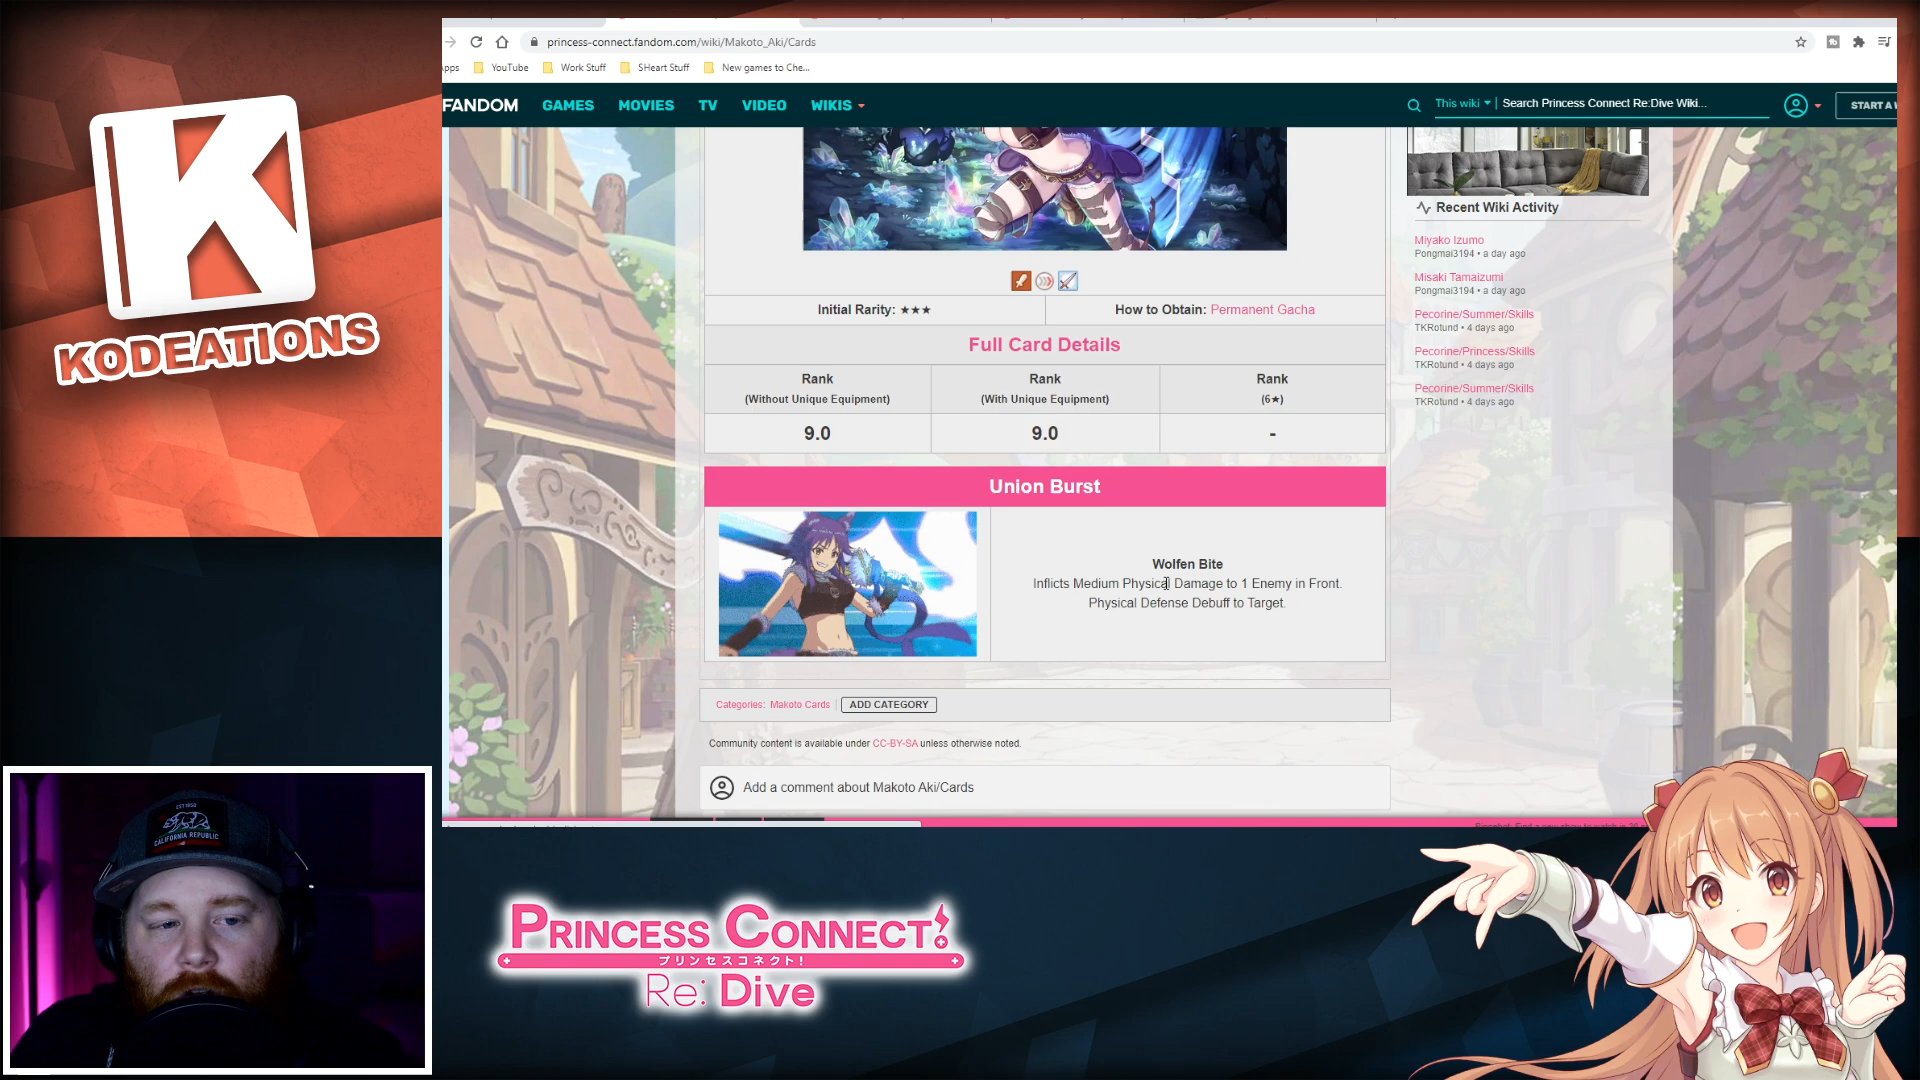 K
KODEATIONS
princess-connect.fandom.com/wiki/Makoto_Aki/Cards
pps YouTube Work Stuff SHeart Stuff New games to Che...
FANDOM GAMES MOVIES TV VIDEO WIKIS This wiki Search Princess Connect Re:Dive Wiki... START A
Initial Rarity: ★★★ How to Obtain: Permanent Gacha
Full Card Details
Rank (Without Unique Equipment) Rank (With Unique Equipment) Rank (6★)
9.0 9.0 -
Union Burst
Wolfen Bite
Inflicts Medium Physical Damage to 1 Enemy in Front.
Physical Defense Debuff to Target.
Categories: Makoto Cards ADD CATEGORY
Community content is available under CC-BY-SA unless otherwise noted.
Add a comment about Makoto Aki/Cards
Recent Wiki Activity
Miyako Izumo
Pongmai3194 • a day ago
Misaki Tamaizumi
Pongmai3194 • a day ago
Pecorine/Summer/Skills
TKRotund • 4 days ago
Pecorine/Princess/Skills
TKRotund • 4 days ago
Pecorine/Summer/Skills
TKRotund • 4 days ago
CALIFORNIA REPUBLIC
PRINCESS CONNECT!
プリンセスコネクト!
Re: Dive